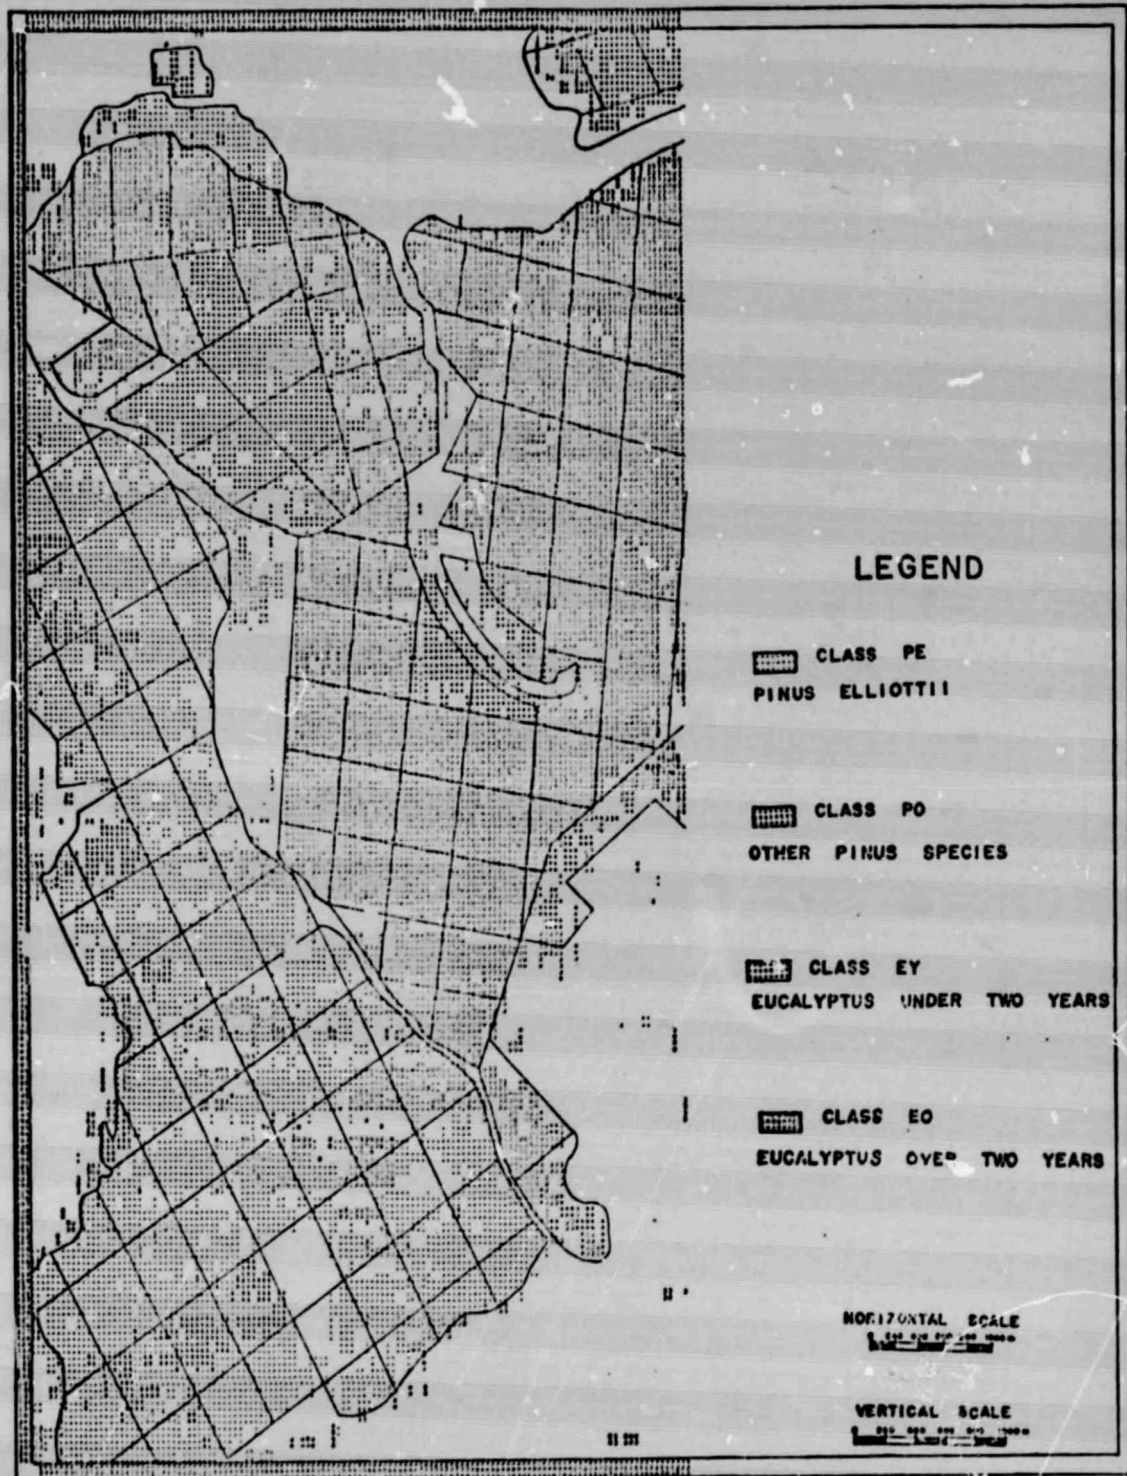 LEGEND
CLASS PE
PINUS ELLIOTTII
CLASS PO
OTHER PINUS SPECIES
CLASS EY
EUCALYPTUS UNDER TWO YEARS
CLASS EO
EUCALYPTUS OVER TWO YEARS
HORIZONTAL SCALE
VERTICAL SCALE